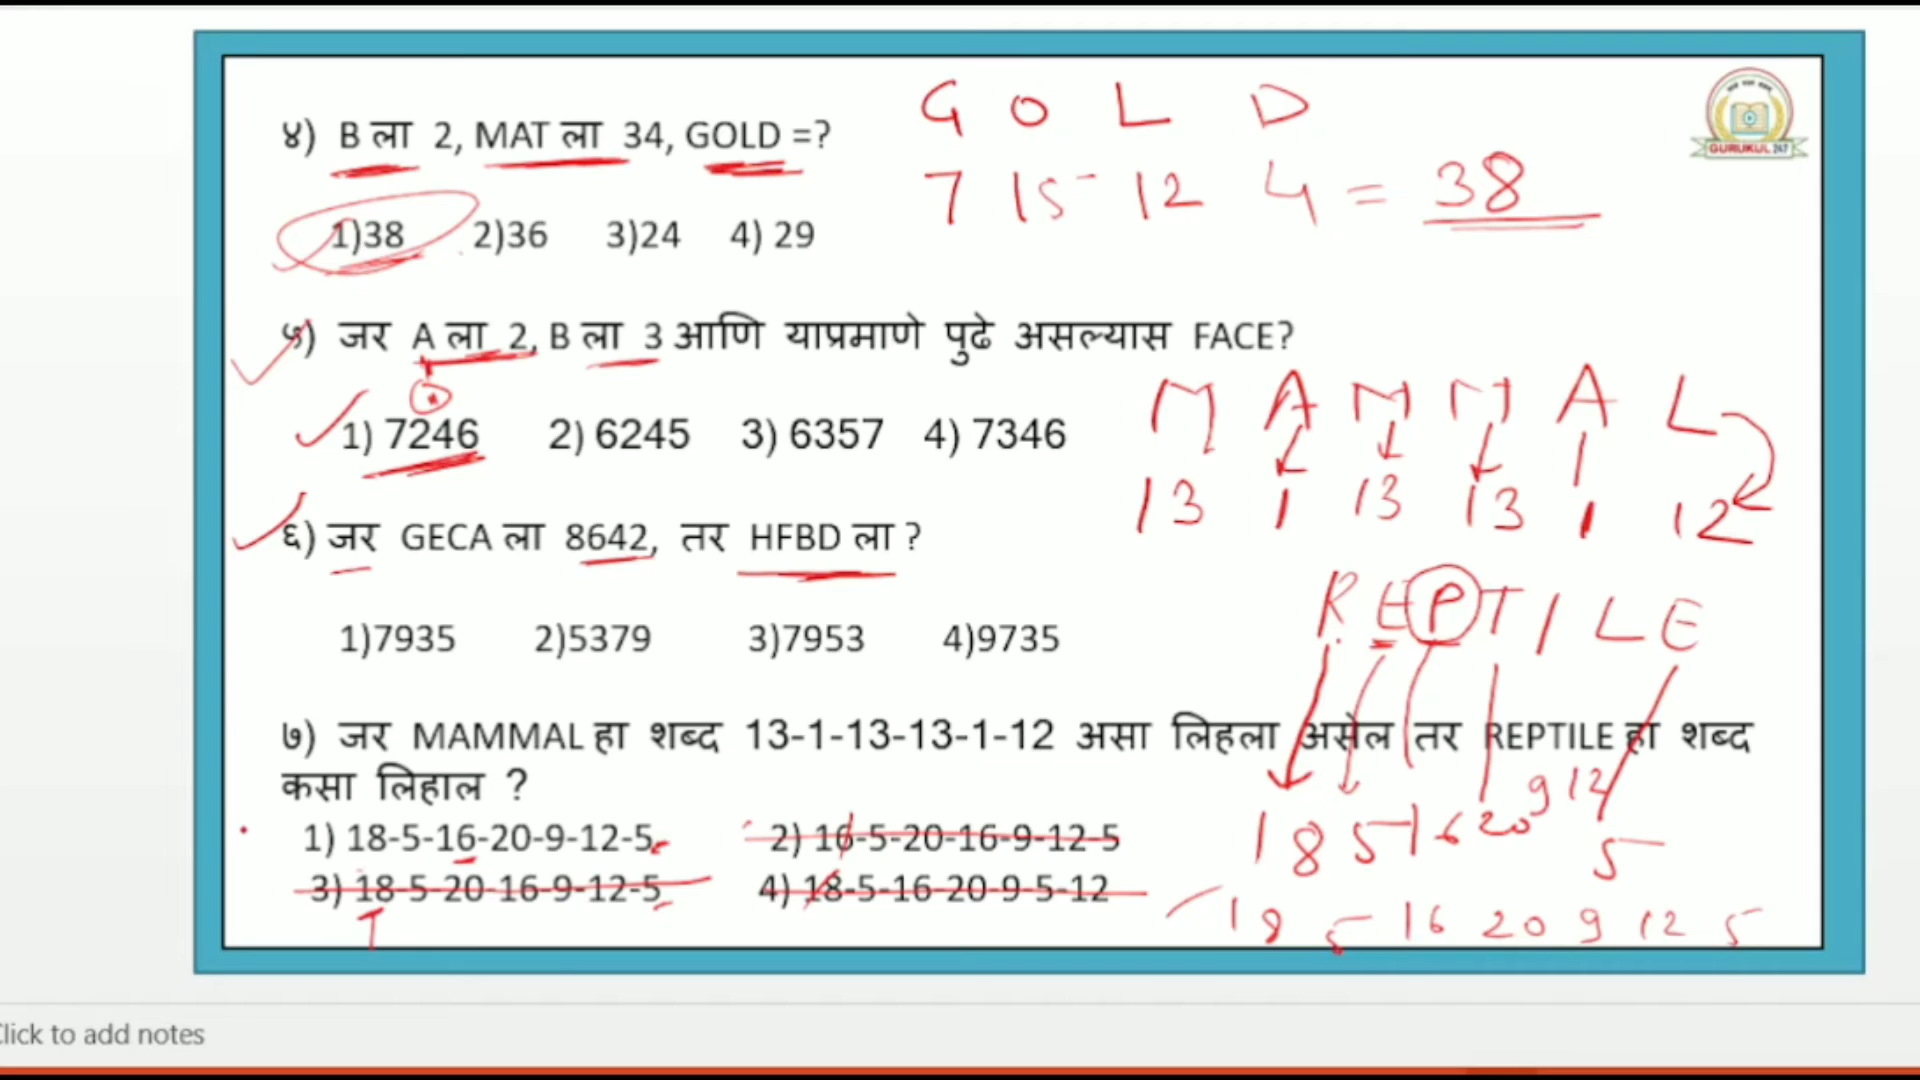 G O L D
४) B ला 2, MAT ला 34, GOLD =?
7 15 12 4 = 38
GURUKUL 247
1)38 2)36 3)24 4) 29
५) जर A ला 2, B ला 3 आणि याप्रमाणे पुढे असल्यास FACE?
M A M M A L
1) 7246 2) 6245 3) 6357 4) 7346
13 1 13 13 1 12
६) जर GECA ला 8642, तर HFBD ला ?
R E P T I L E
1)7935 2)5379 3)7953 4)9735
७) जर MAMMAL हा शब्द 13-1-13-13-1-12 असा लिहला असेल तर REPTILE हा शब्द
कसा लिहाल ?
1) 18-5-16-20-9-12-5 2) 16-5-20-16-9-12-5
18 5 16 20 9 12 5
3) 18-5-20-16-9-12-5 4) 18-5-16-20-9-5-12
18 5 16 20 9 12 5
Click to add notes